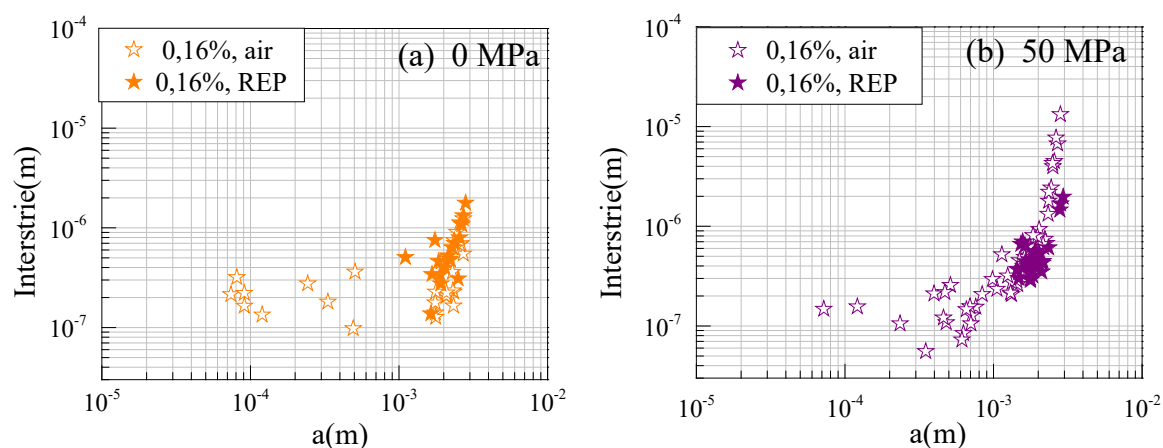 10⁻⁴
10⁻⁵
10⁻⁶
10⁻⁷
Interstrie(m)
0,16%, air
0,16%, REP
(a) 0 MPa
10⁻⁵ 10⁻⁴ 10⁻³ 10⁻²
a(m)
10⁻⁴
10⁻⁵
10⁻⁶
10⁻⁷
Interstrie(m)
0,16%, air
0,16%, REP
(b) 50 MPa
10⁻⁵ 10⁻⁴ 10⁻³ 10⁻²
a(m)